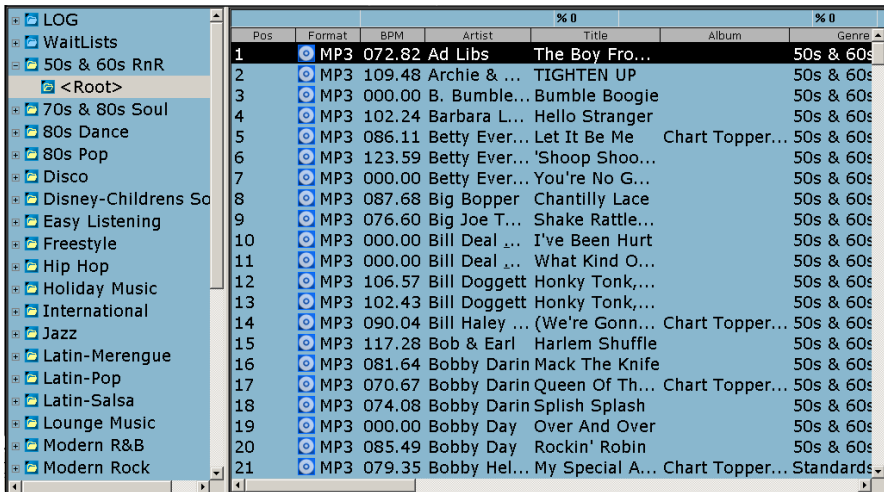 LOG
WaitLists
50s & 60s RnR
<Root>
70s & 80s Soul
80s Dance
80s Pop
Disco
Disney-Childrens So
Easy Listening
Freestyle
Hip Hop
Holiday Music
International
Jazz
Latin-Merengue
Latin-Pop
Latin-Salsa
Lounge Music
Modern R&B
Modern Rock
% 0 % 0
Pos Format BPM Artist Title Album Genre
1 MP3 072.82 Ad Libs The Boy Fro... 50s & 60s
2 MP3 109.48 Archie & ... TIGHTEN UP 50s & 60s
3 MP3 000.00 B. Bumble... Bumble Boogie 50s & 60s
4 MP3 102.24 Barbara L... Hello Stranger 50s & 60s
5 MP3 086.11 Betty Ever... Let It Be Me Chart Topper... 50s & 60s
6 MP3 123.59 Betty Ever... 'Shoop Shoo... 50s & 60s
7 MP3 000.00 Betty Ever... You're No G... 50s & 60s
8 MP3 087.68 Big Bopper Chantilly Lace 50s & 60s
9 MP3 076.60 Big Joe T... Shake Rattle... 50s & 60s
10 MP3 000.00 Bill Deal ... I've Been Hurt 50s & 60s
11 MP3 000.00 Bill Deal ... What Kind O... 50s & 60s
12 MP3 106.57 Bill Doggett Honky Tonk,... 50s & 60s
13 MP3 102.43 Bill Doggett Honky Tonk,... 50s & 60s
14 MP3 090.04 Bill Haley ... (We're Gonn... Chart Topper... 50s & 60s
15 MP3 117.28 Bob & Earl Harlem Shuffle 50s & 60s
16 MP3 081.64 Bobby Darin Mack The Knife 50s & 60s
17 MP3 070.67 Bobby Darin Queen Of Th... Chart Topper... 50s & 60s
18 MP3 074.08 Bobby Darin Splish Splash 50s & 60s
19 MP3 000.00 Bobby Day Over And Over 50s & 60s
20 MP3 085.49 Bobby Day Rockin' Robin 50s & 60s
21 MP3 079.35 Bobby Hel... My Special A... Chart Topper... Standards